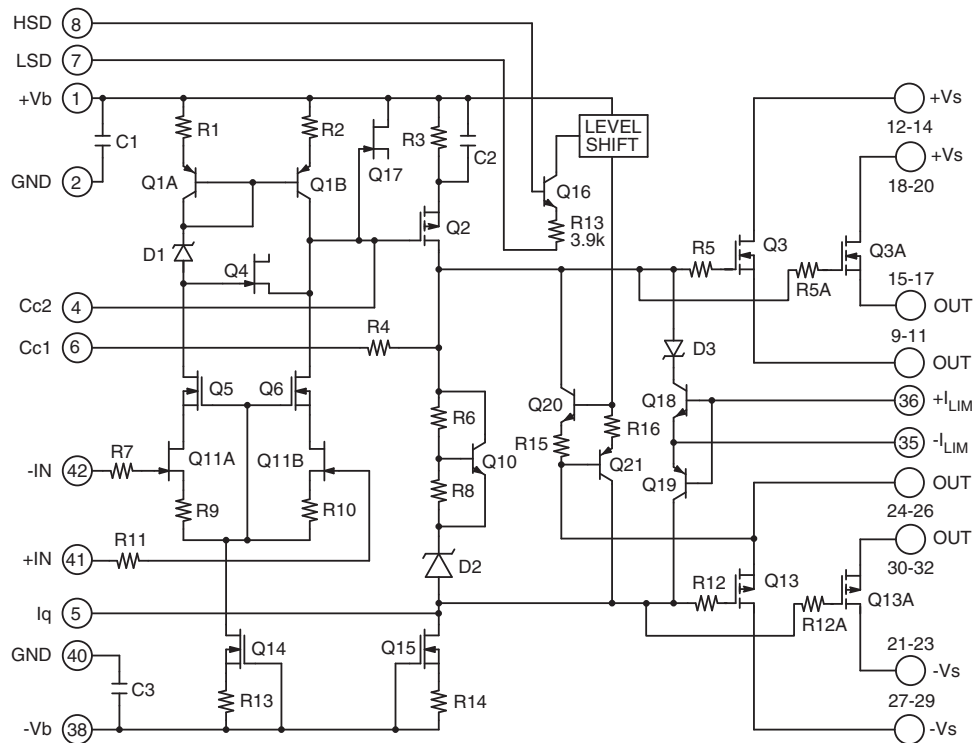 HSD 8
LSD 7
+Vb 1
+Vs
12-14
R1
R2
R3
C1
C2
LEVEL
SHIFT
+Vs
18-20
GND 2
Q1A
Q1B
Q17
Q16
Q2
R13
3.9k
R5
Q3
Q3A
D1
Q4
R5A
15-17
OUT
Cc2 4
9-11
Cc1 6
R4
D3
OUT
Q5
Q6
Q20
Q18
36 +ILIM
R6
R15
R16
35 -ILIM
R7
-IN 42
Q11A
Q11B
Q10
Q21
Q19
R8
OUT
R9
R10
24-26
+IN 41
R11
OUT
30-32
D2
R12
Q13
Q13A
Iq 5
R12A
GND 40
Q14
Q15
21-23
-Vs
C3
R13
R14
27-29
-Vb 38
-Vs